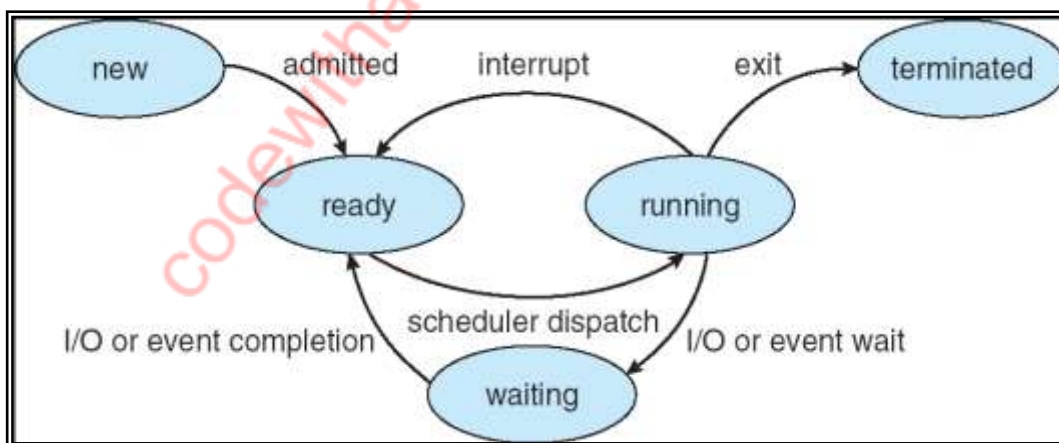 new
admitted
interrupt
exit
terminated
ready
running
scheduler dispatch
I/O or event completion
I/O or event wait
waiting
codewitha